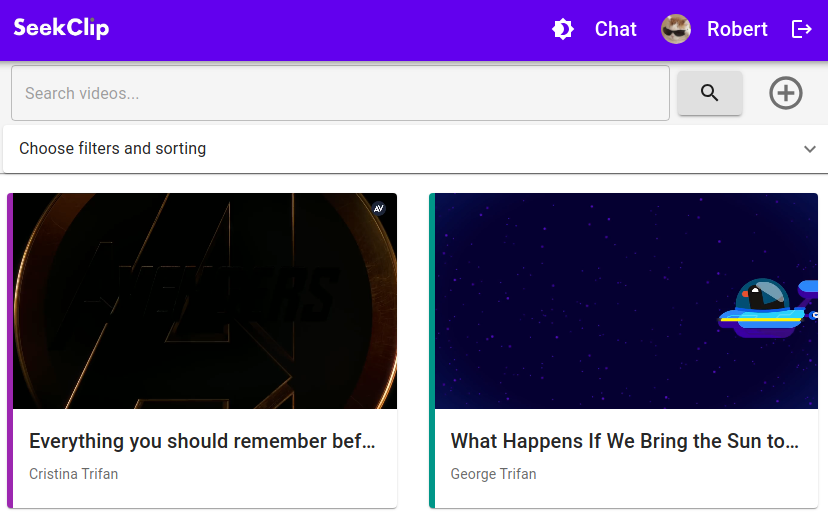 SeekClip
Chat
Robert
Search videos...
Choose filters and sorting
AV
AVENGERS
Everything you should remember bef...
Cristina Trifan
What Happens If We Bring the Sun to...
George Trifan